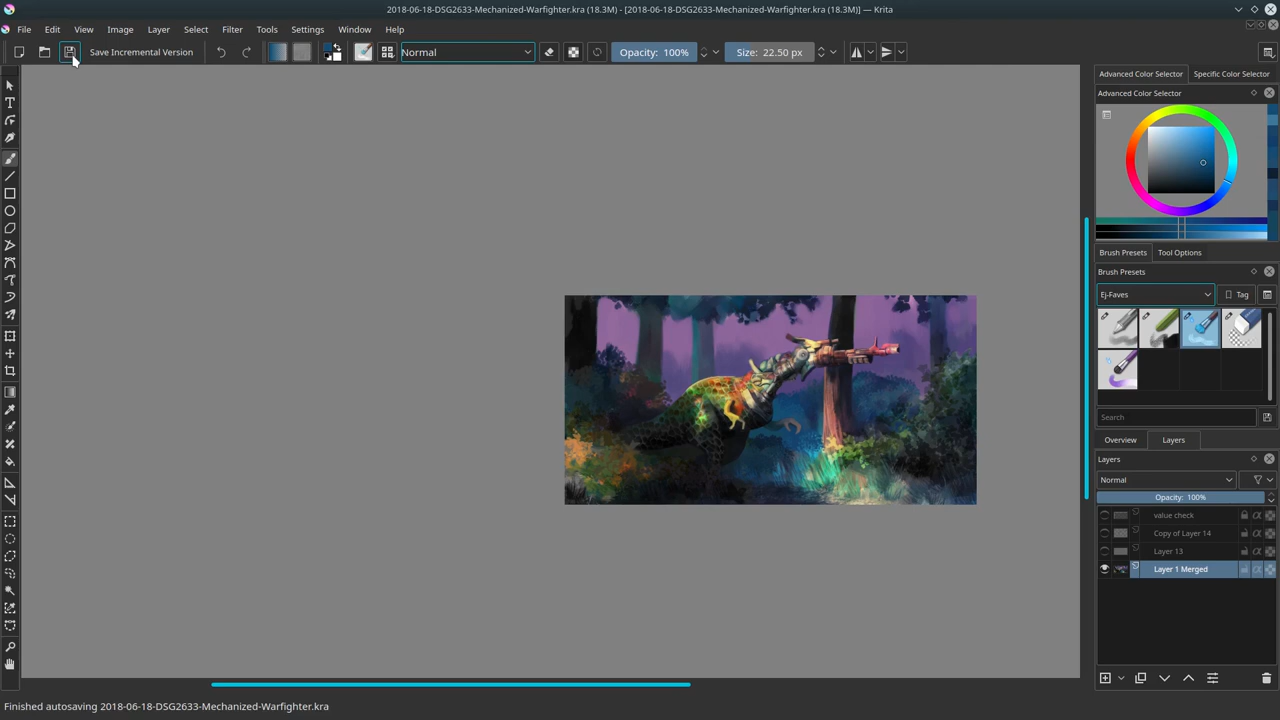 2018-06-18-DSG2633-Mechanized-Warfighter.kra (18.3M) - [2018-06-18-DSG2633-Mechanized-Warfighter.kra (18.3M)] — Krita
File Edit View Image Layer Select Filter Tools Settings Window Help
Save Incremental Version Normal Opacity: 100% Size: 22.50 px
Advanced Color Selector Specific Color Selector
Advanced Color Selector
Brush Presets Tool Options
Brush Presets
Ej-Faves Tag
Search
Overview Layers
Layers
Normal
Opacity: 100%
value check
Copy of Layer 14
Layer 13
Layer 1 Merged
Finished autosaving 2018-06-18-DSG2633-Mechanized-Warfighter.kra